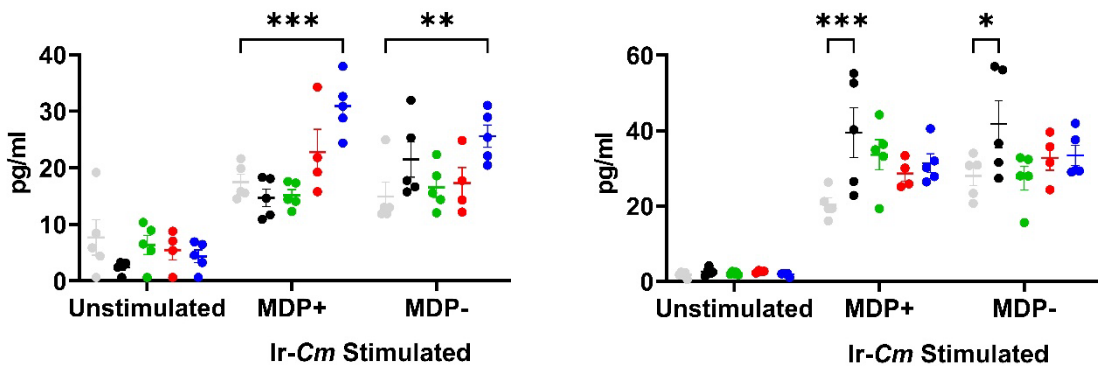 *** **
40
30
20
10
0
pg/ml
Unstimulated MDP+ MDP-
Ir-Cm Stimulated
*** *
60
40
20
0
pg/ml
Unstimulated MDP+ MDP-
Ir-Cm Stimulated